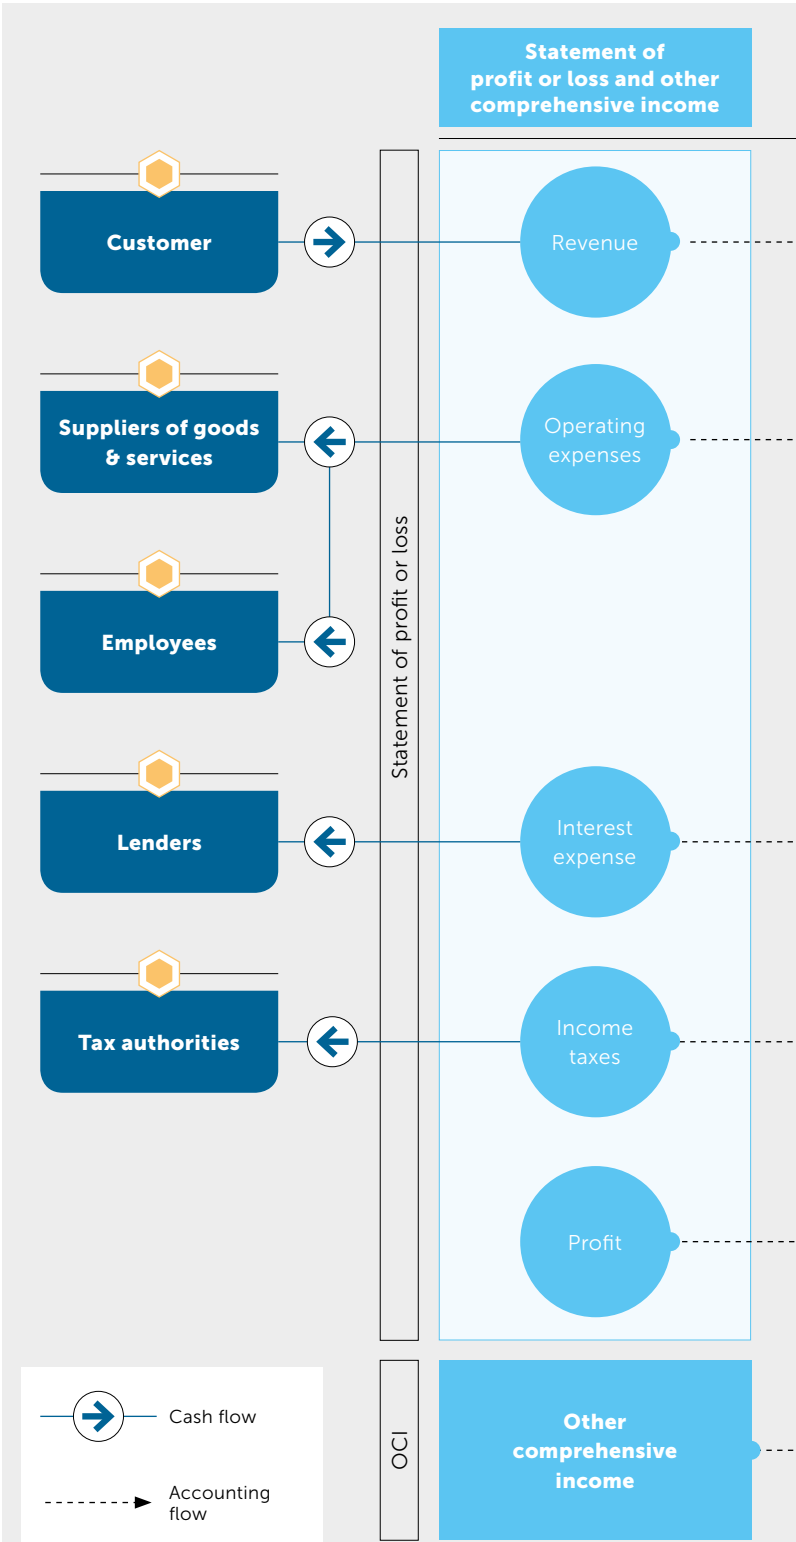 Statement of
profit or loss and other
comprehensive income
Customer
Revenue
Suppliers of goods
& services
Operating
expenses
Statement of profit or loss
Employees
Lenders
Interest
expense
Tax authorities
Income
taxes
Profit
Cash flow
Accounting
flow
OCI
Other
comprehensive
income